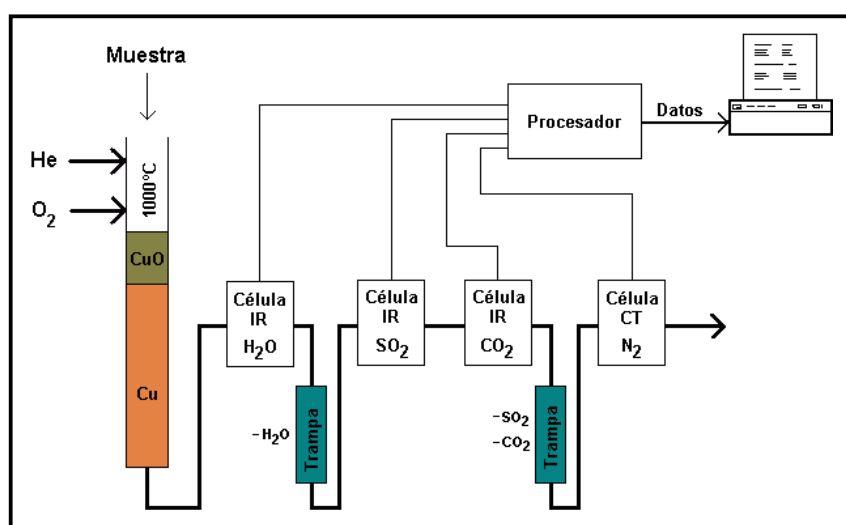 Muestra
He
O₂
1000°C
CuO
Cu
Célula
IR
H₂O
–H₂O
Trampa
Célula
IR
SO₂
Célula
IR
CO₂
–SO₂
–CO₂
Trampa
Célula
CT
N₂
Procesador
Datos